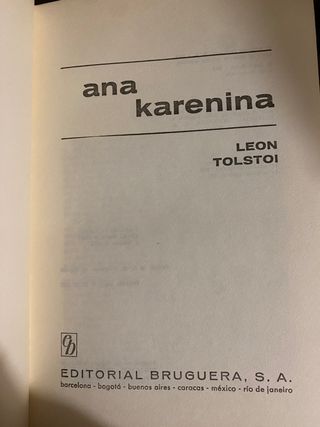 ana
karenina
LEON
TOLSTOI
EDITORIAL BRUGUERA, S. A.
barcelona - bogotá - buenos aires - caracas - méxico - rio de janeiro